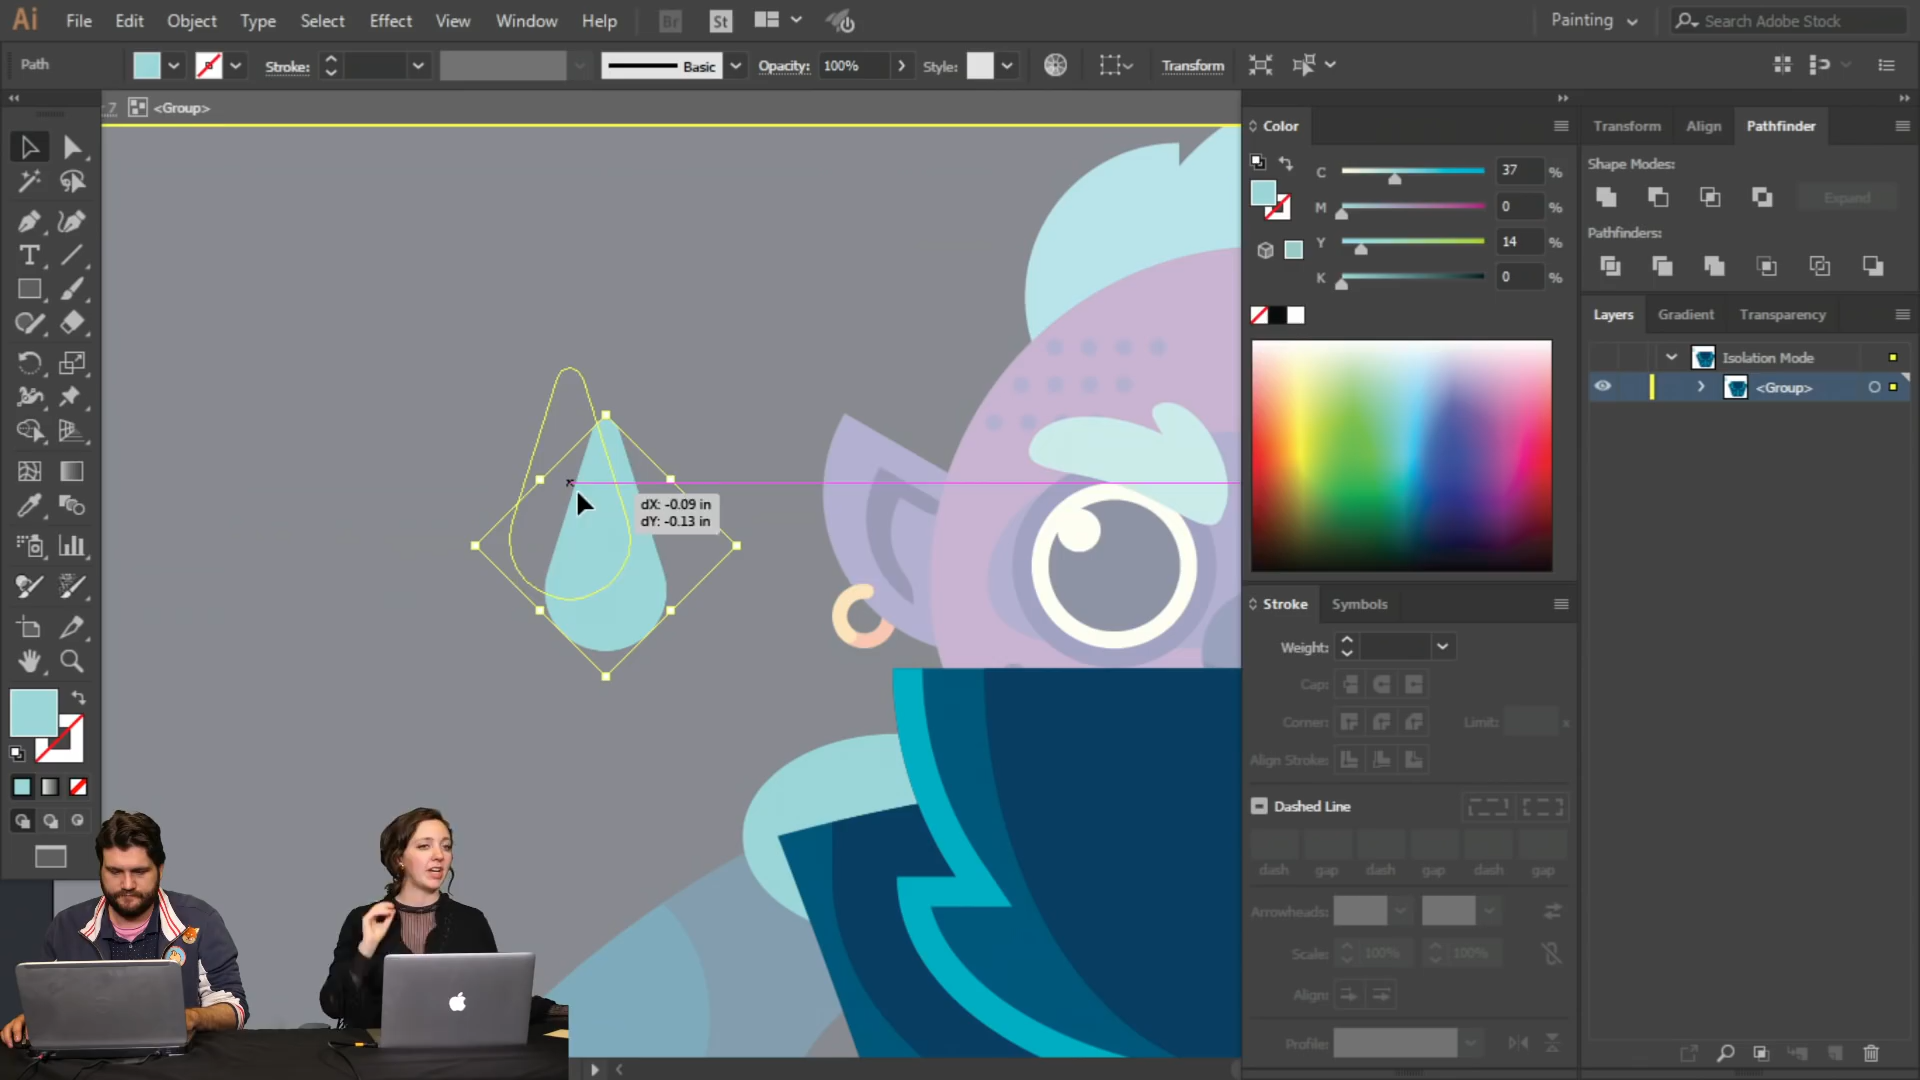 Ai File Edit Object Type Select Effect View Window Help Br St Painting Search Adobe Stock
Path Stroke: Basic Opacity: 100% Style: Transform
7 <Group>
Color
C 37 %
M 0 %
Y 14 %
K 0 %
Transform Align Pathfinder
Shape Modes:
Expand
Pathfinders:
Layers Gradient Transparency
Isolation Mode
<Group>
dX: -0.09 in
dY: -0.13 in
Stroke Symbols
Weight:
Cap:
Corner: Limit: x
Align Stroke:
Dashed Line
dash gap dash gap dash gap
Arrowheads:
Scale: 100% 100%
Align:
Profile: